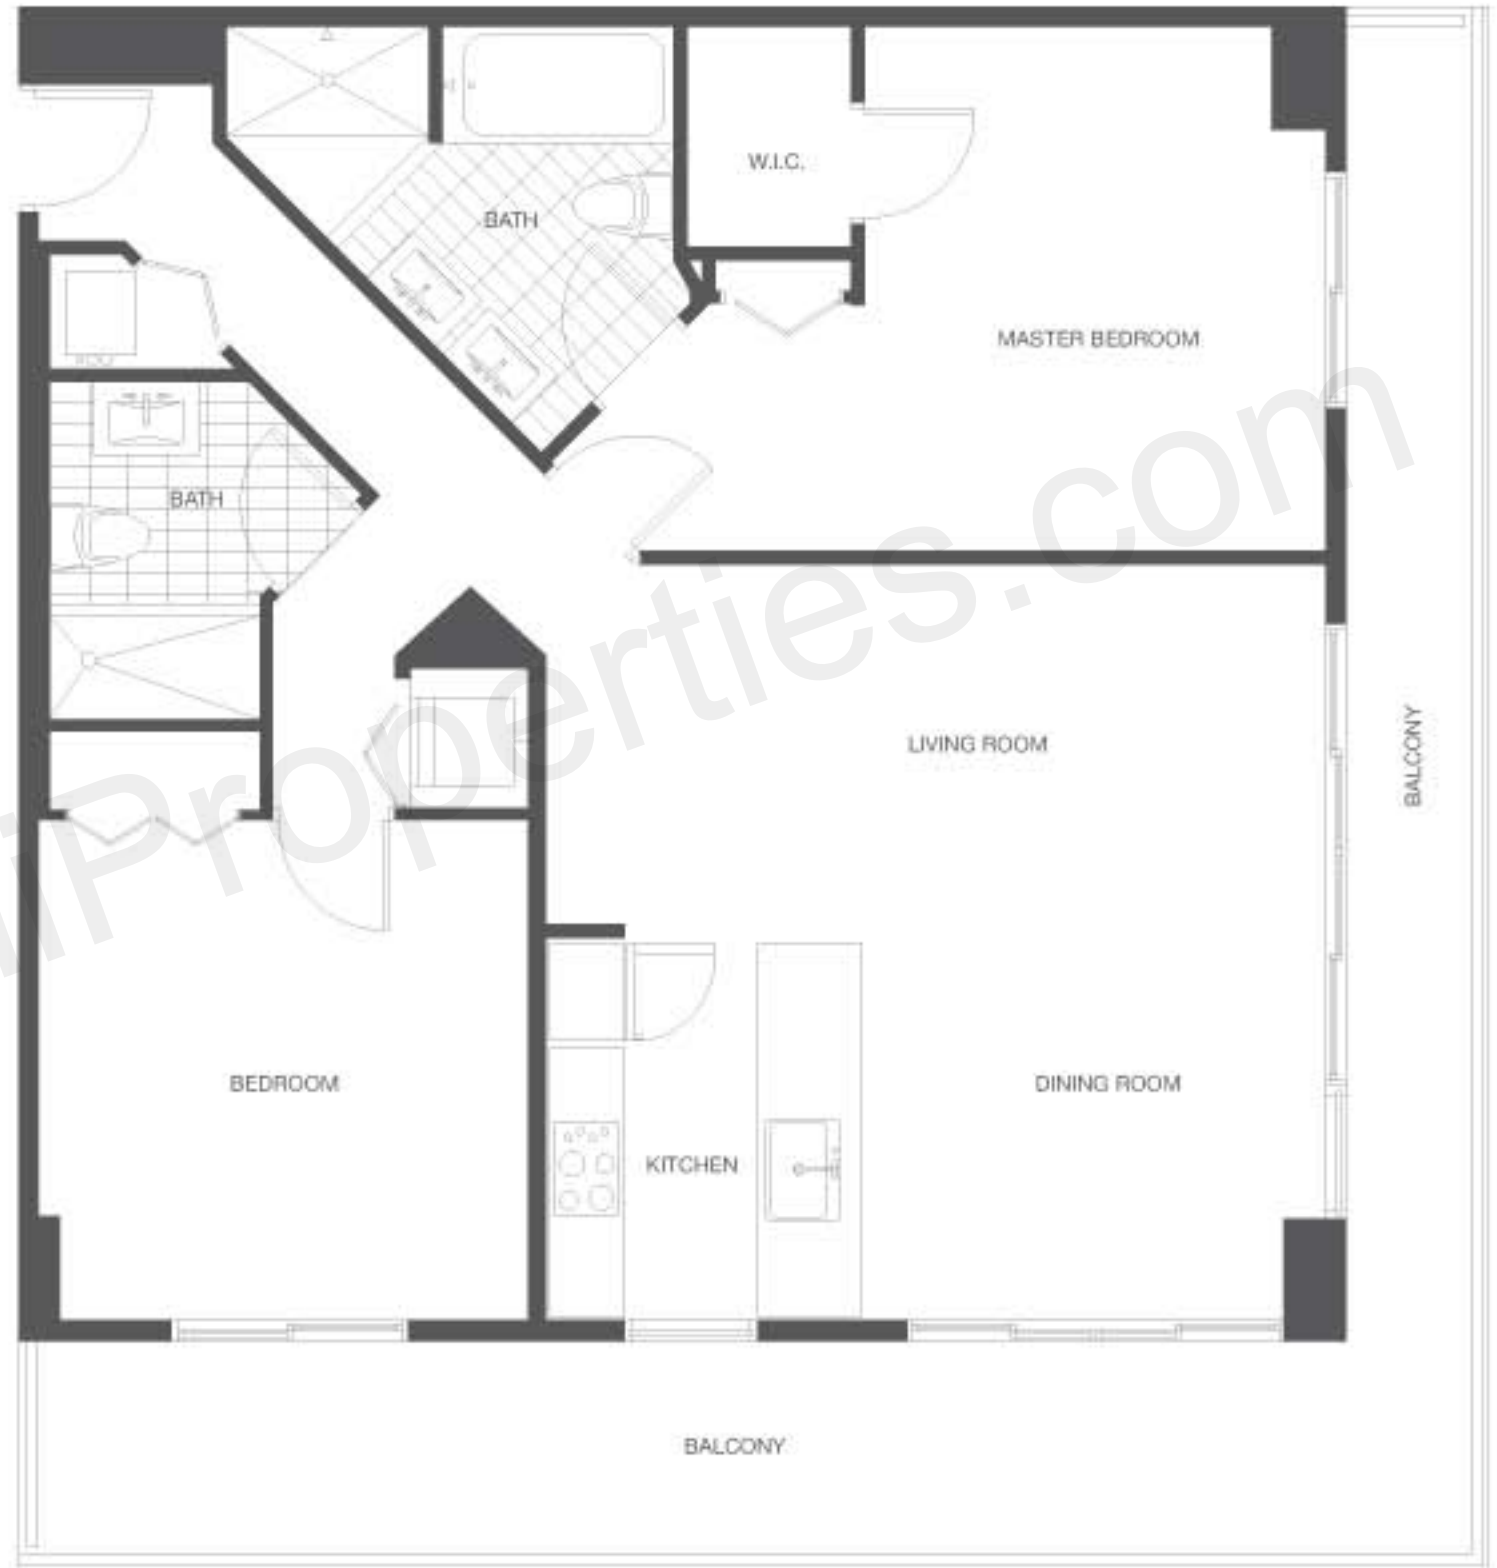 W.I.C.
BATH
MASTER BEDROOM
BATH
LIVING ROOM
BALCONY
BEDROOM
DINING ROOM
KITCHEN
BALCONY
iProperties.com